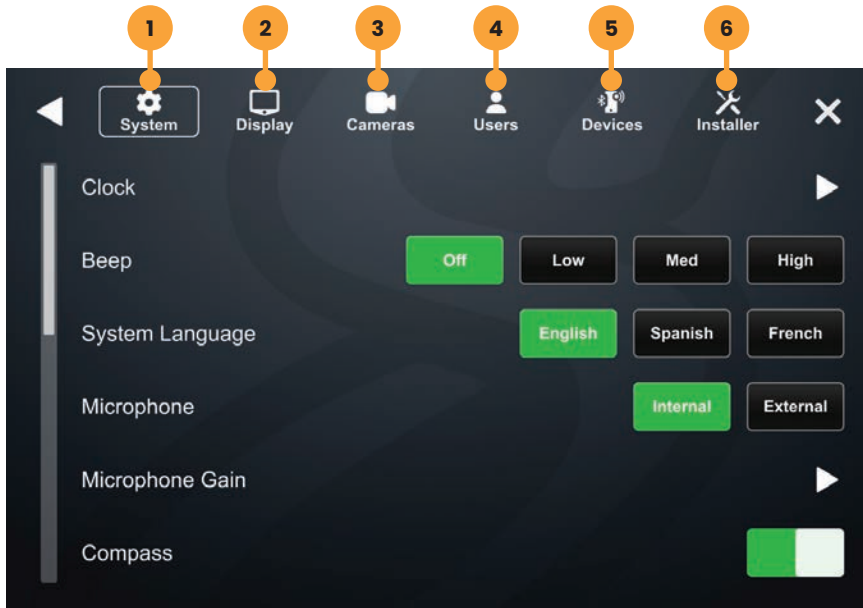 1 2 3 4 5 6
System Display Cameras Users Devices Installer
Clock
Beep Off Low Med High
System Language English Spanish French
Microphone Internal External
Microphone Gain
Compass